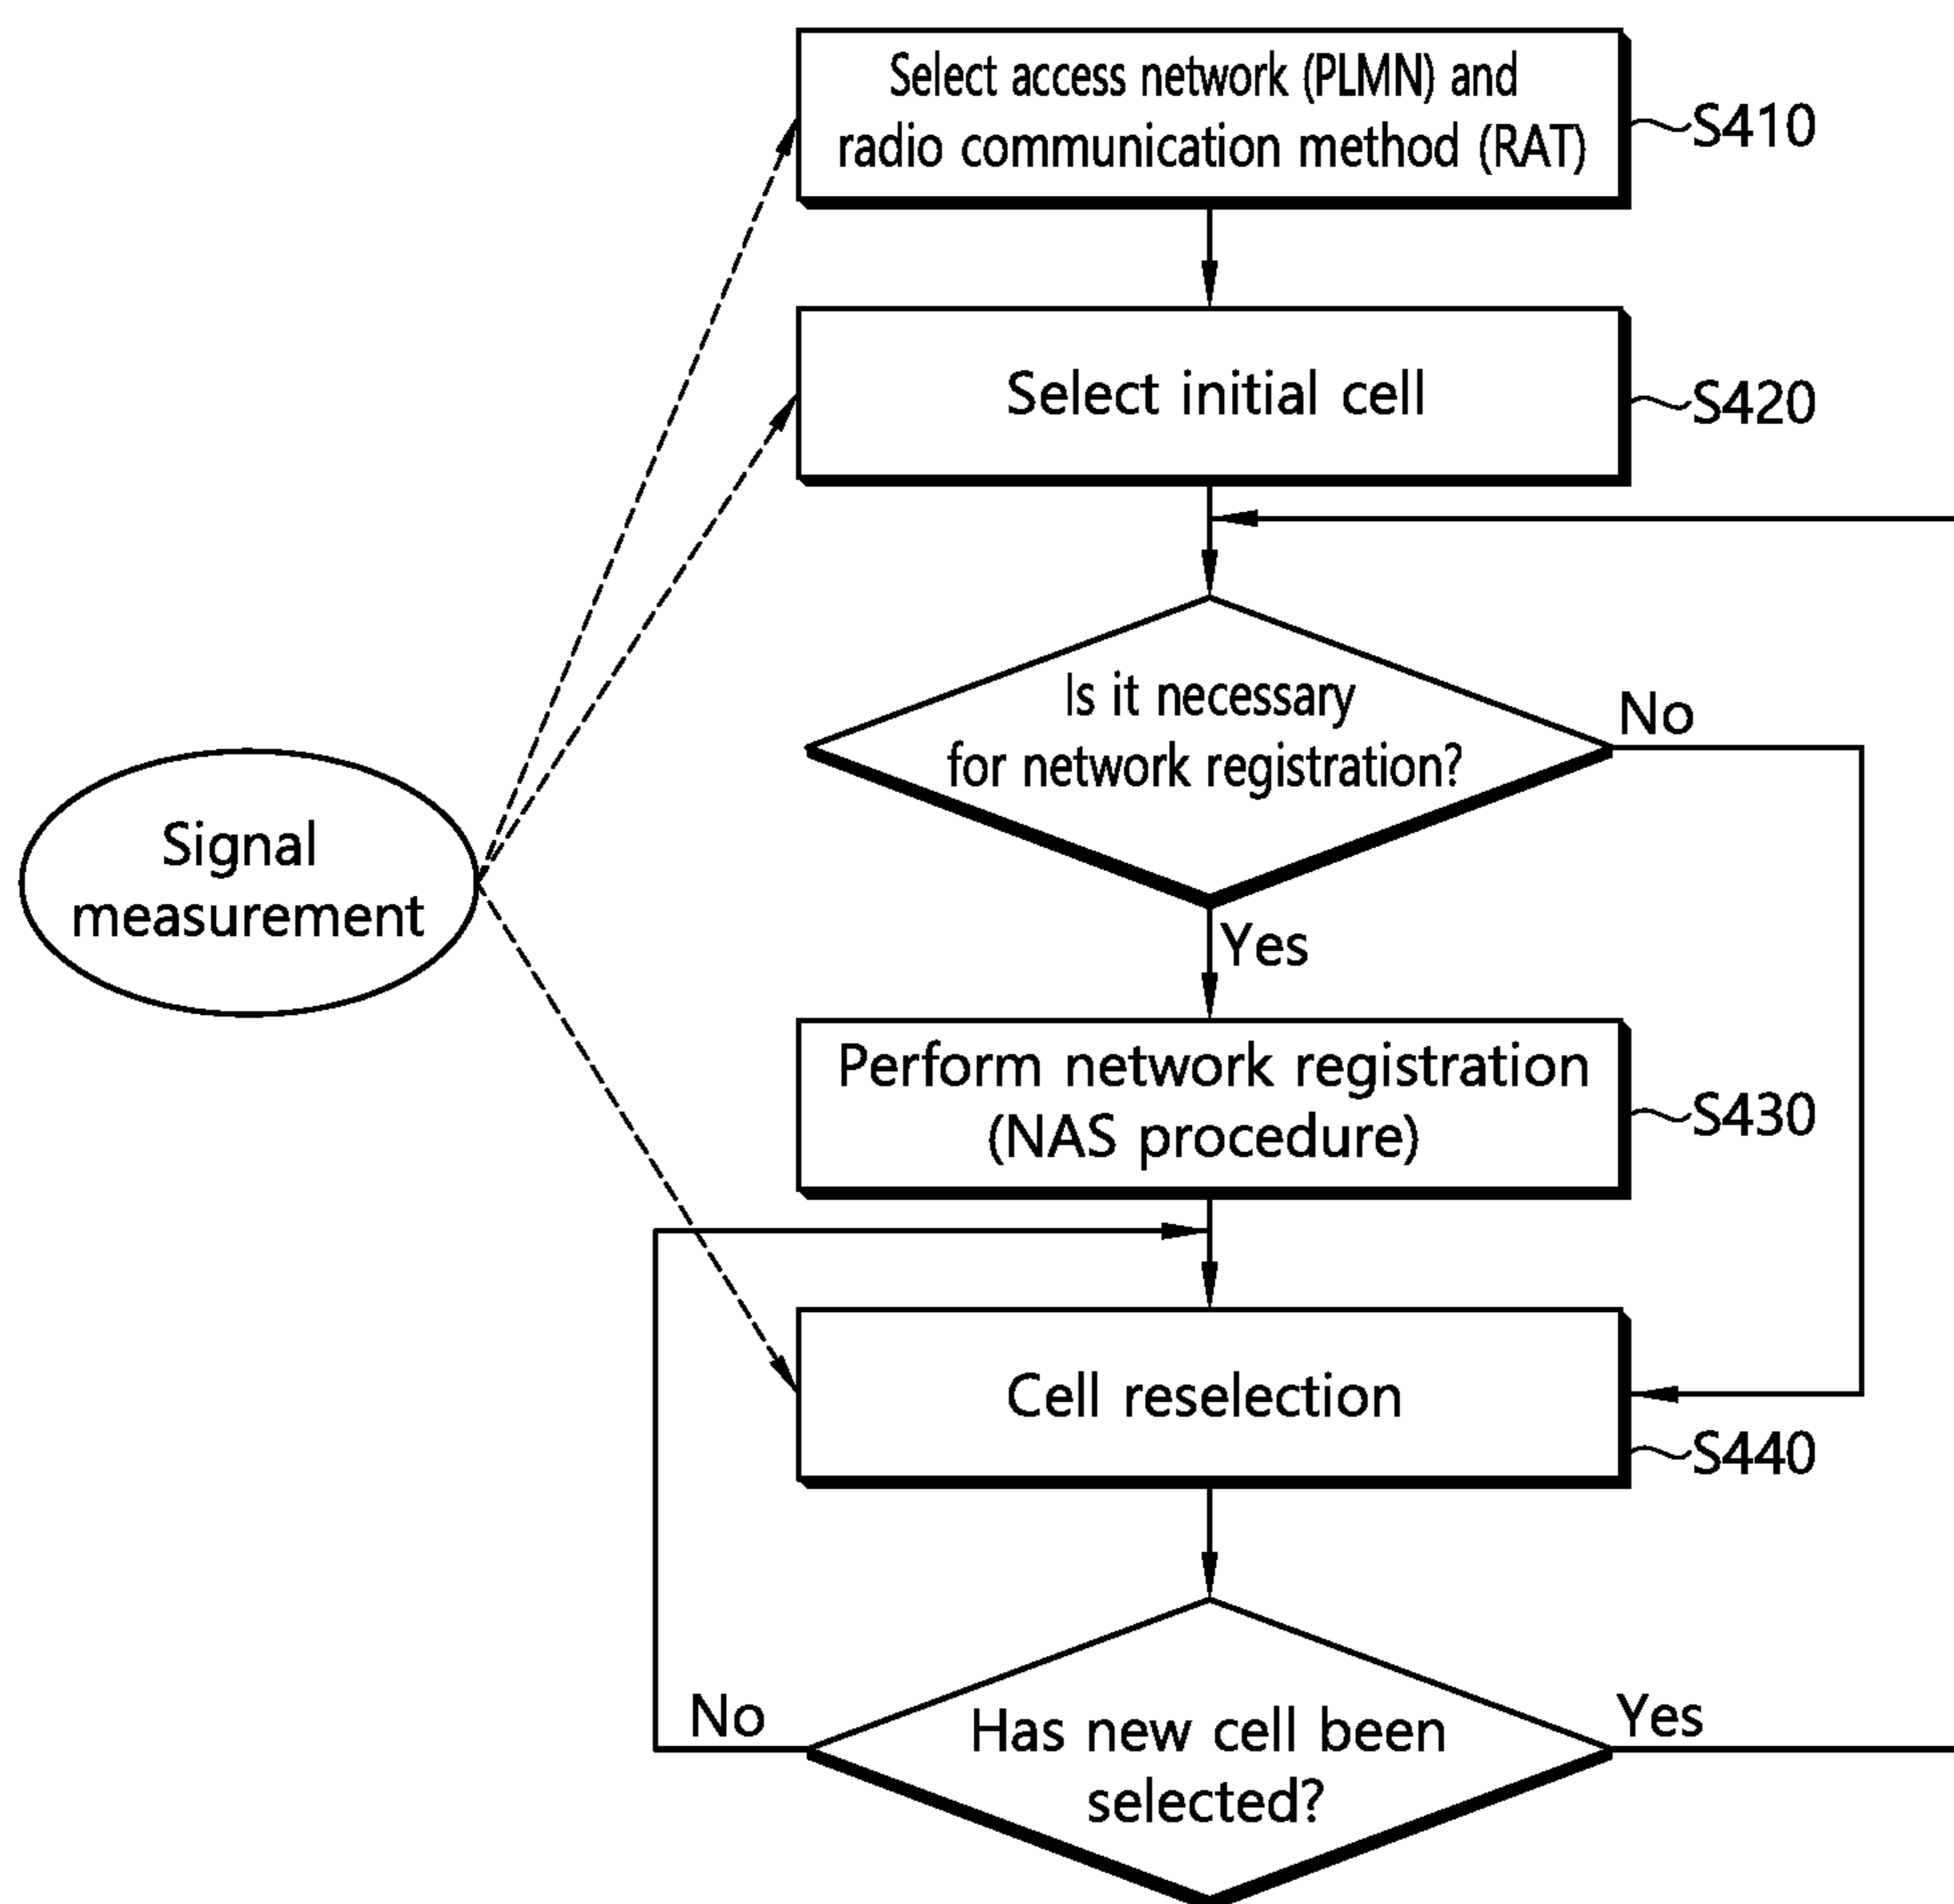 Select access network (PLMN) and
radio communication method (RAT)
S410
Select initial cell
S420
Is it necessary
for network registration?
No
Yes
Signal
measurement
Perform network registration
(NAS procedure)
S430
Cell reselection
S440
Has new cell been
selected?
No
Yes